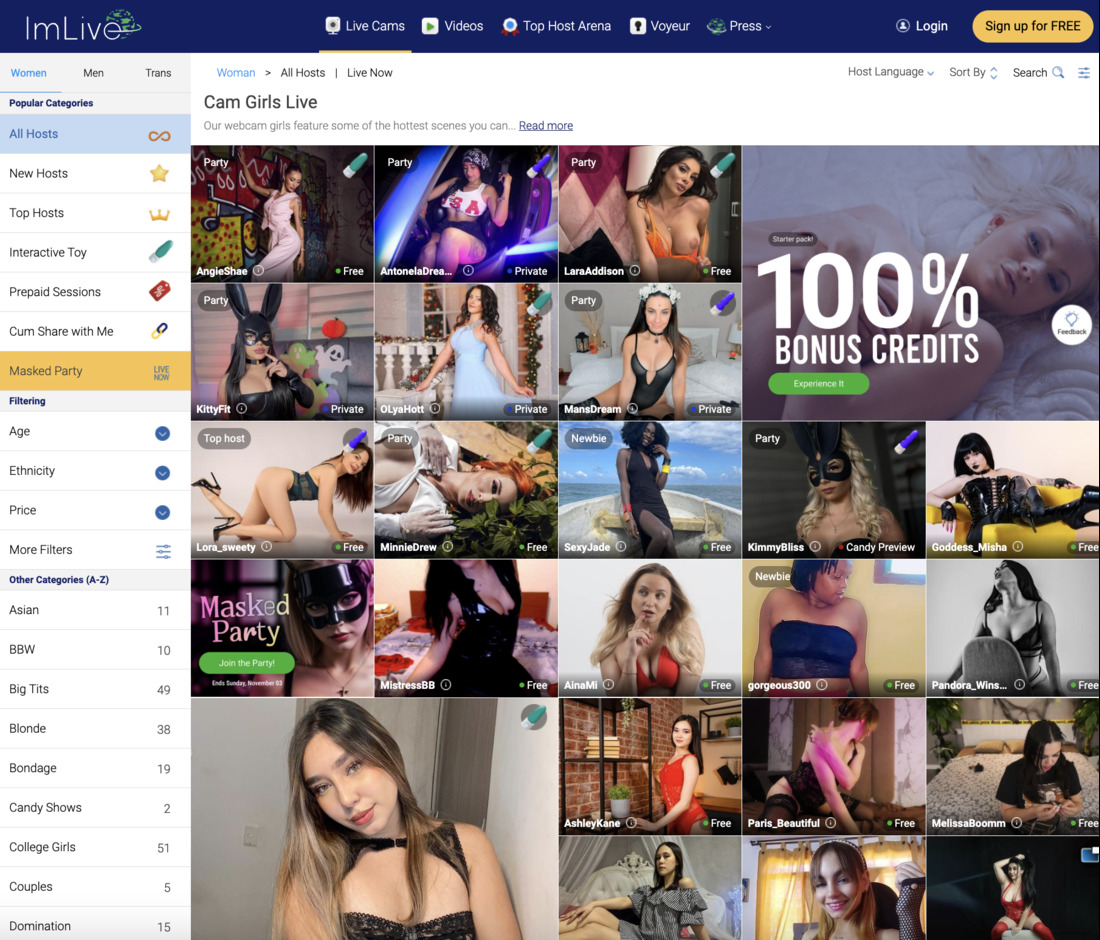 ImLive
Live Cams
Videos
Top Host Arena
Voyeur
Press
Login
Sign up for FREE
Women
Men
Trans
Woman > All Hosts | Live Now
Host Language
Sort By
Search
Popular Categories
All Hosts
New Hosts
Top Hosts
Interactive Toy
Prepaid Sessions
Cum Share with Me
Masked Party
LIVE
NOW
Filtering
Age
Ethnicity
Price
More Filters
Other Categories (A-Z)
Asian 11
BBW 10
Big Tits 49
Blonde 38
Bondage 19
Candy Shows 2
College Girls 51
Couples 5
Domination 15
Cam Girls Live
Our webcam girls feature some of the hottest scenes you can... Read more
Party
AngieShae
Free
Party
AntonelaDrea...
Private
Party
LaraAddison
Free
Starter pack!
100%
BONUS CREDITS
Experience It
Feedback
Party
KittyFit
Private
OLyaHott
Private
Party
MansDream
Private
Top host
Lora_sweety
Free
Party
MinnieDrew
Free
Newbie
SexyJade
Free
Party
KimmyBliss
Candy Preview
Goddess_Misha
Free
Masked
Party
Join the Party!
Ends Sunday, November 03
MistressBB
Free
AinaMi
Free
Newbie
gorgeous300
Free
Pandora_Wins...
Free
AshleyKane
Free
Paris_Beautiful
Free
MelissaBoomm
Free